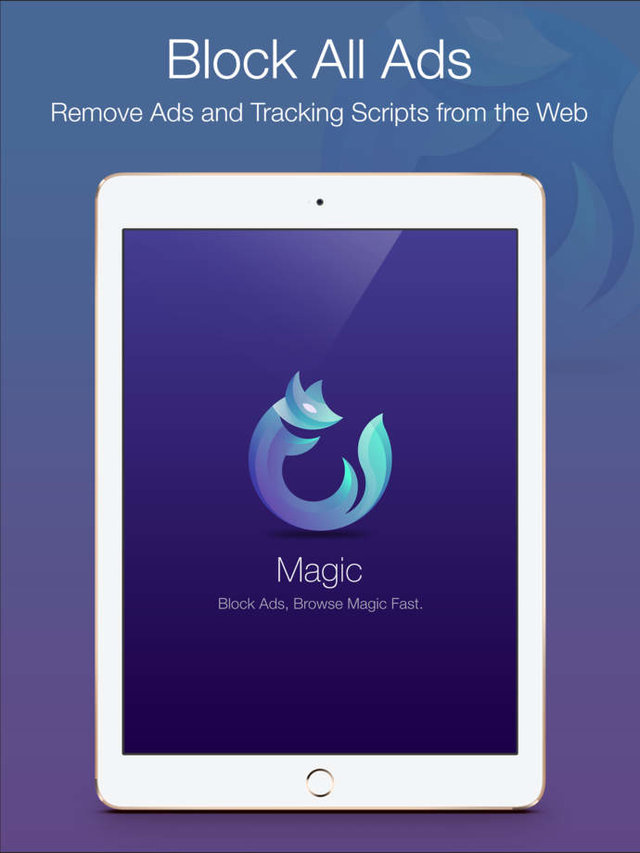 Block All Ads
Remove Ads and Tracking Scripts from the Web
Magic
Block Ads, Browse Magic Fast.